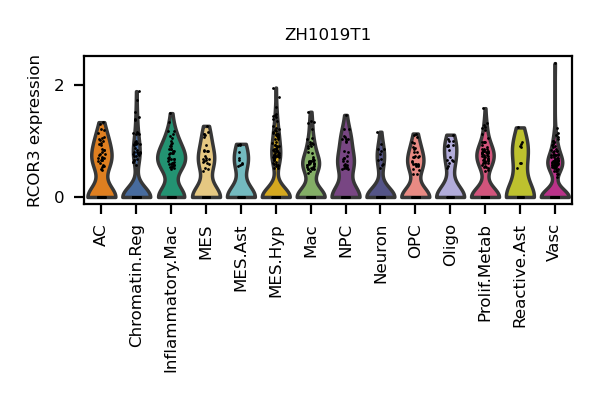 ZH1019T1
RCOR3 expression
2
0
AC
Chromatin.Reg
Inflammatory.Mac
MES
MES.Ast
MES.Hyp
Mac
NPC
Neuron
OPC
Oligo
Prolif.Metab
Reactive.Ast
Vasc